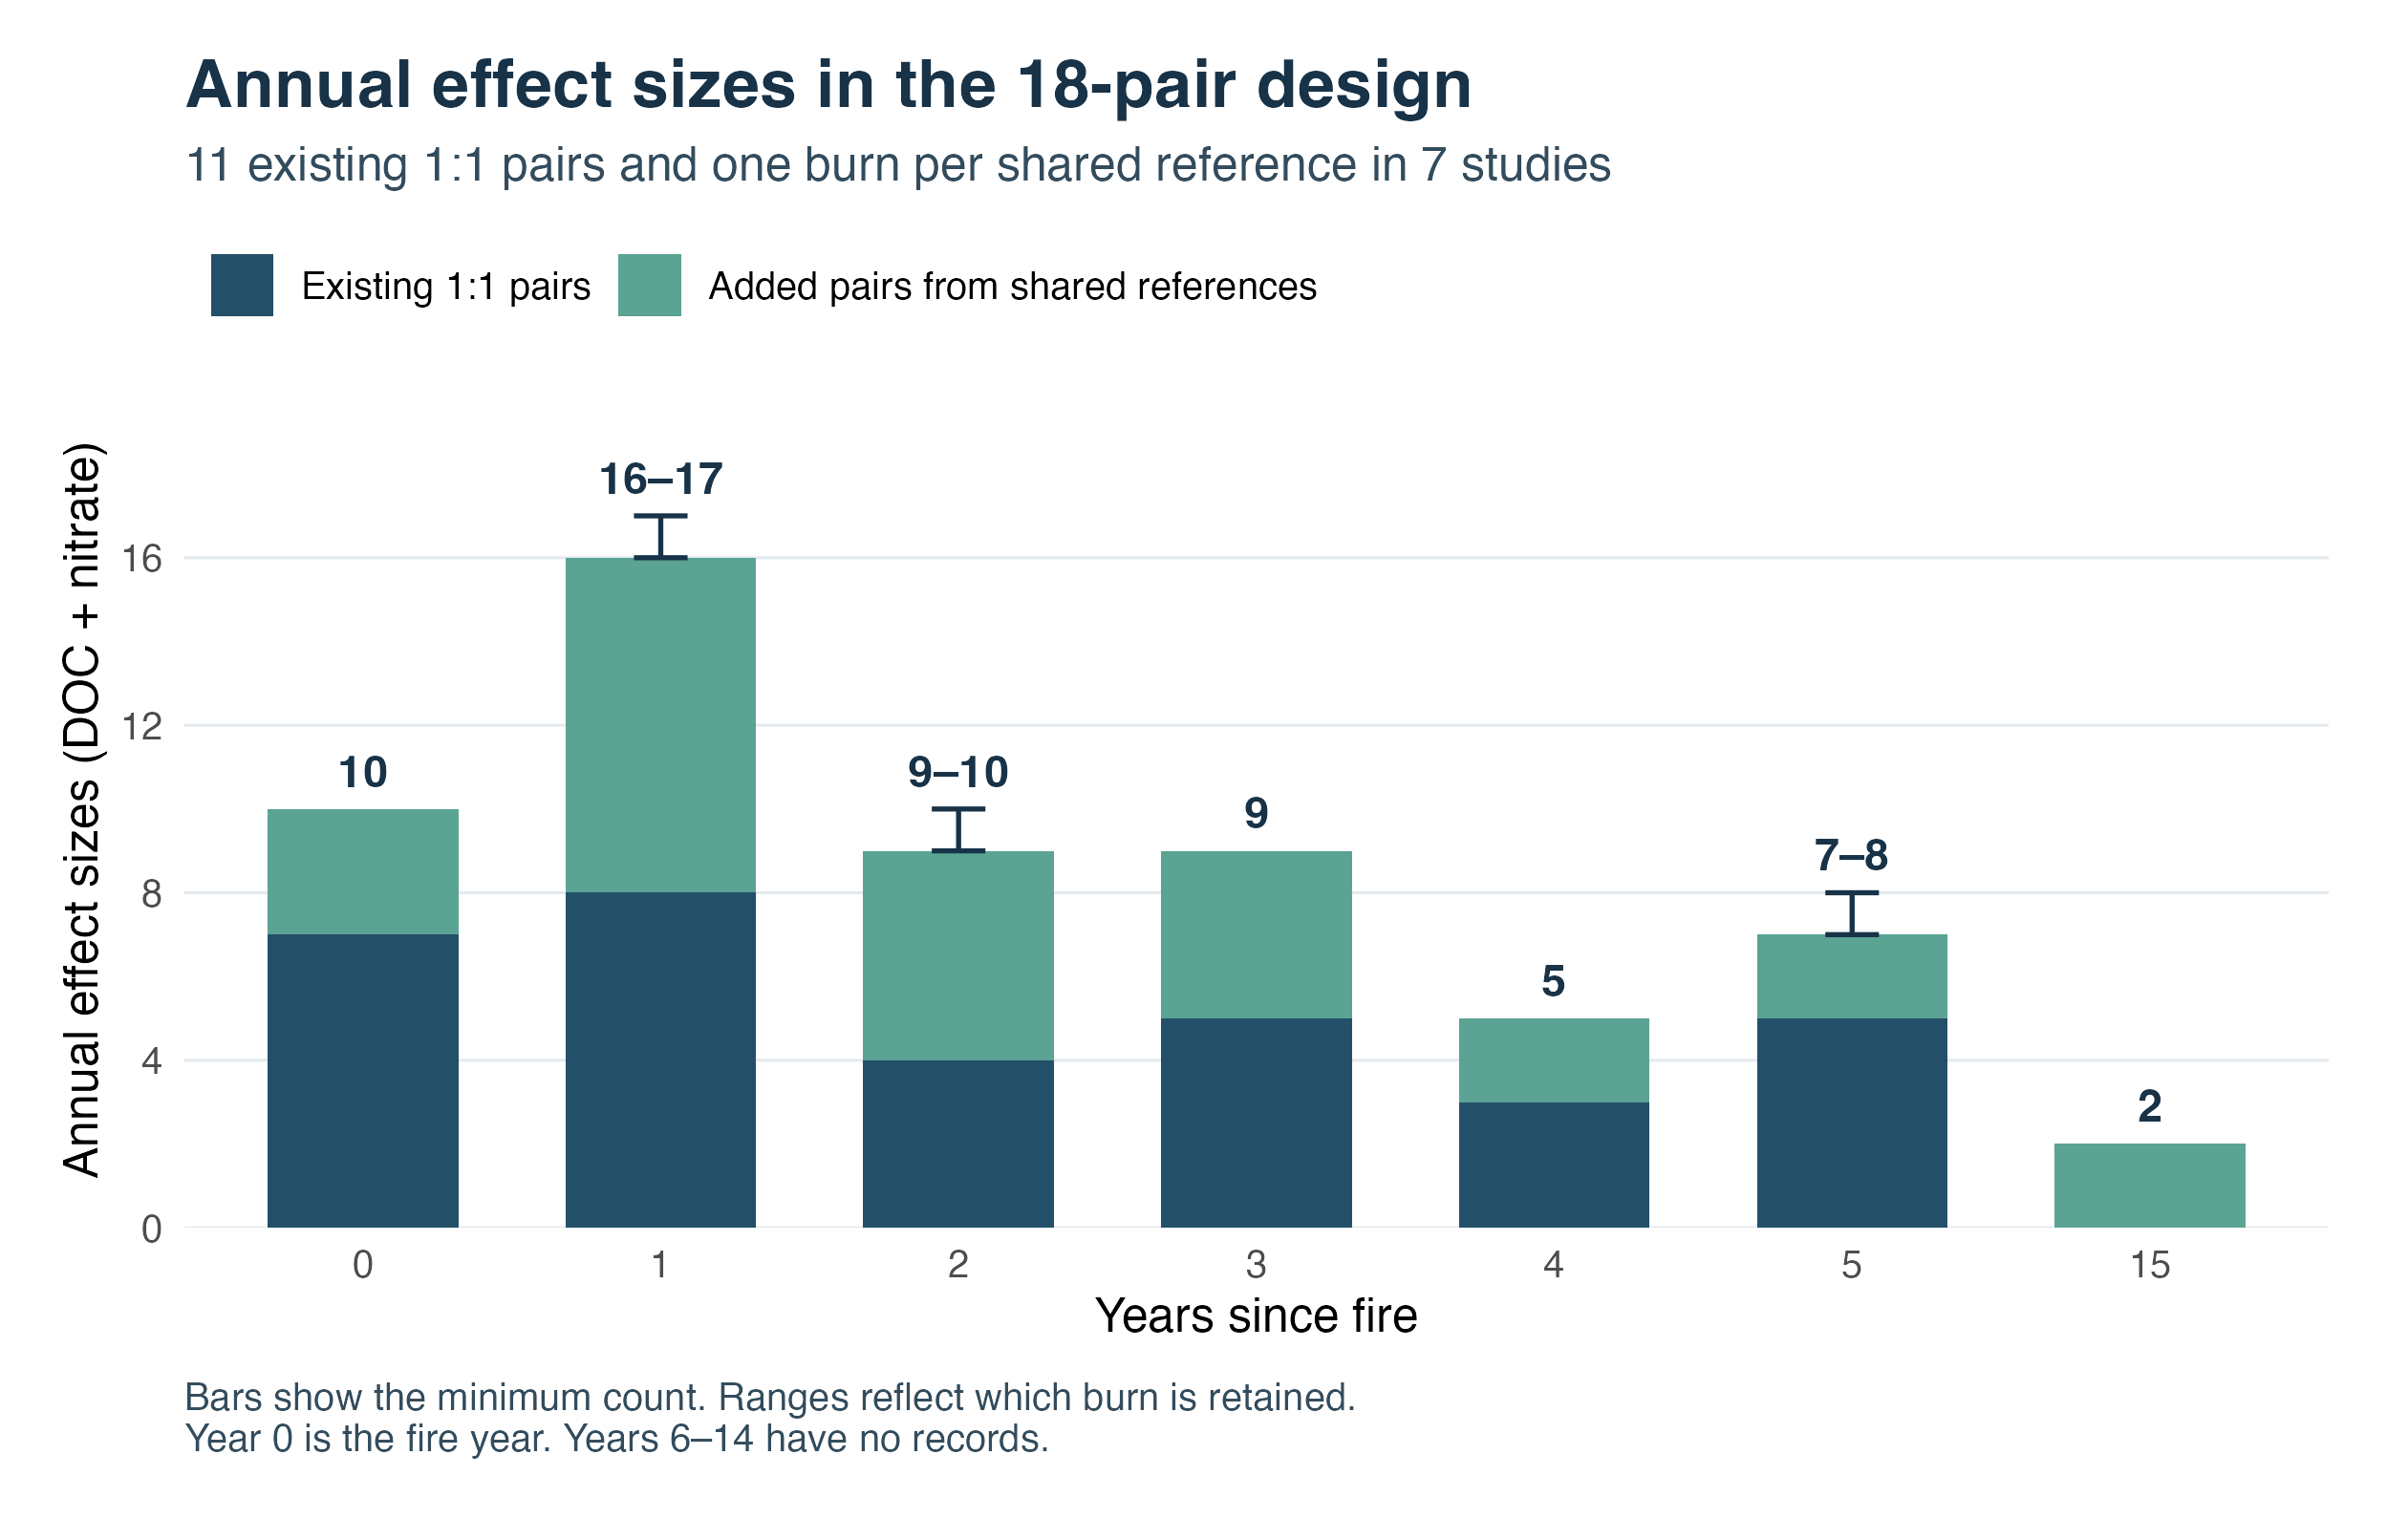 Annual effect sizes in the 18-pair design
11 existing 1:1 pairs and one burn per shared reference in 7 studies
Existing 1:1 pairs
Added pairs from shared references
Annual effect sizes (DOC + nitrate)
16
12
8
4
0
10
16–17
9–10
9
5
7–8
2
0
1
2
3
4
5
15
Years since fire
Bars show the minimum count. Ranges reflect which burn is retained.
Year 0 is the fire year. Years 6–14 have no records.